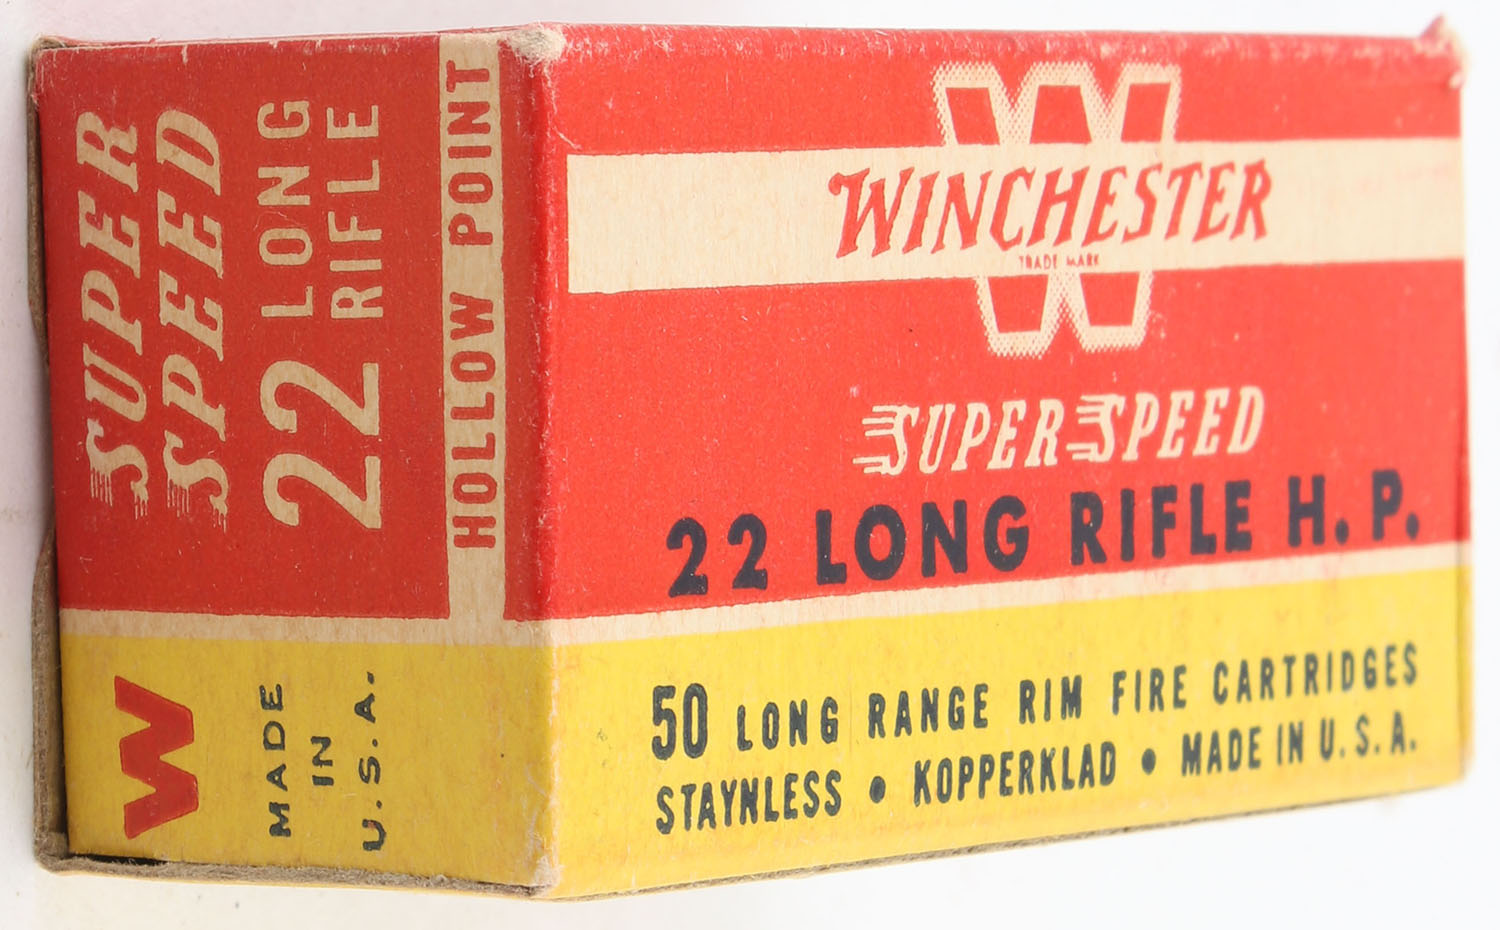 SUPER
SPEED
22 LONG
RIFLE
HOLLOW POINT
W
MADE
IN
U.S.A.
W
WINCHESTER
TRADE MARK
SUPER SPEED
22 LONG RIFLE H. P.
50 LONG RANGE RIM FIRE CARTRIDGES
STAYNLESS • KOPPERKLAD • MADE IN U. S. A.